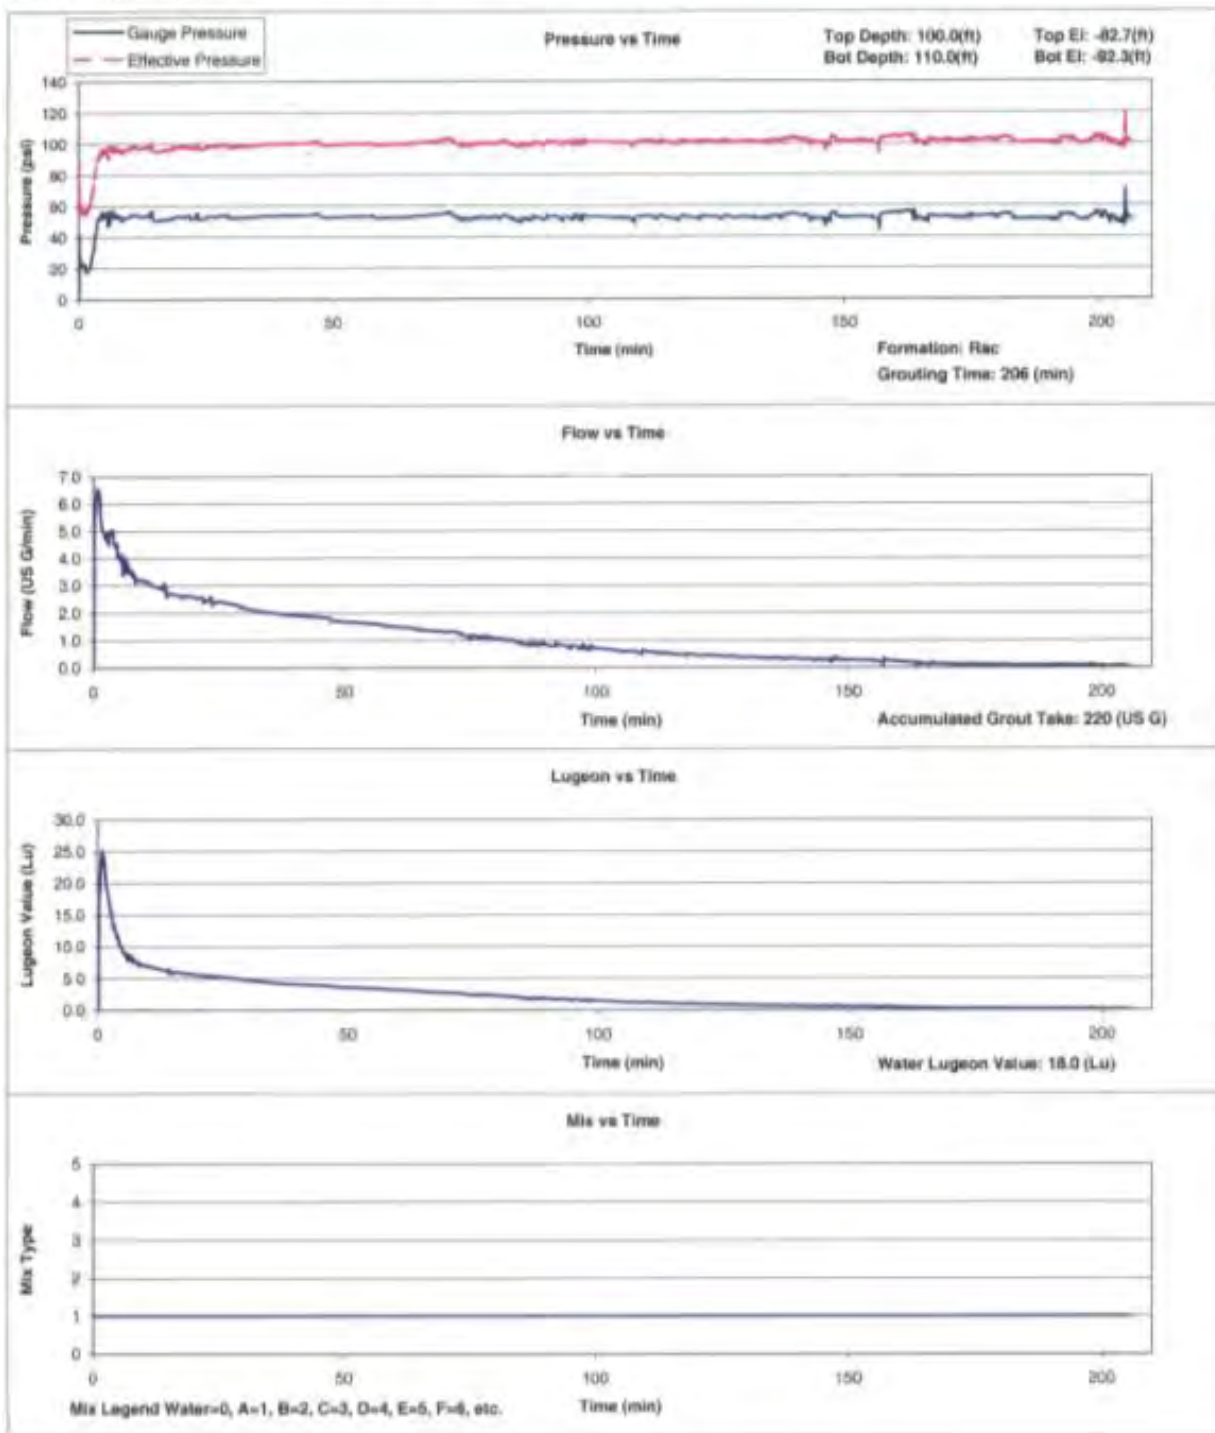 Gauge Pressure
Effective Pressure
Pressure vs Time
Top Depth: 100.0(ft)
Top El: -82.7(ft)
Bot Depth: 110.0(ft)
Bot El: -92.3(ft)
Pressure (psi)
140
120
100
80
60
40
20
0
0
50
100
150
200
Time (min)
Formation: Rac
Grouting Time: 206 (min)
Flow vs Time
Flow (US G/min)
7.0
6.0
5.0
4.0
3.0
2.0
1.0
0.0
0
50
100
150
200
Time (min)
Accumulated Grout Take: 220 (US G)
Lugeon vs Time
Lugeon Value (Lu)
30.0
25.0
20.0
15.0
10.0
5.0
0.0
0
50
100
150
200
Time (min)
Water Lugeon Value: 18.0 (Lu)
Mix vs Time
Mix Type
5
4
3
2
1
0
0
50
100
150
200
Mix Legend Water=0, A=1, B=2, C=3, D=4, E=5, F=6, etc.
Time (min)